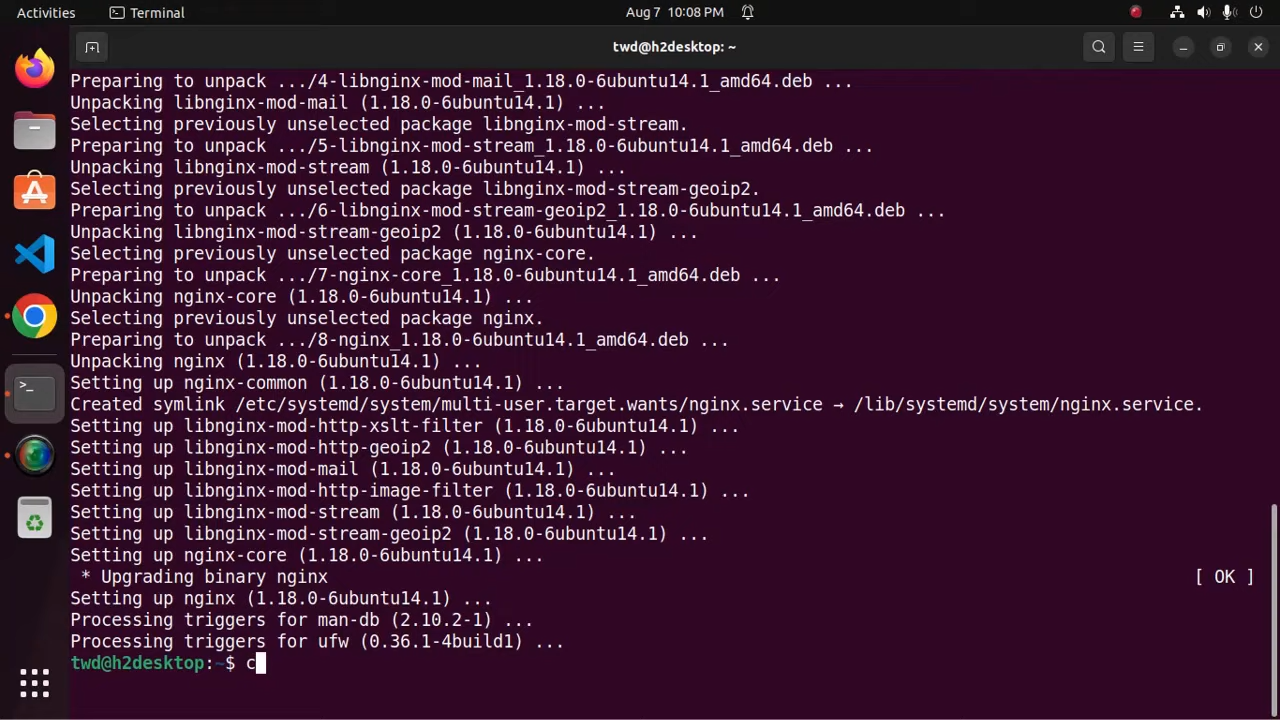 Activities Terminal Aug 7 10:08 PM
twd@h2desktop: ~
Preparing to unpack .../4-libnginx-mod-mail_1.18.0-6ubuntu14.1_amd64.deb ...
Unpacking libnginx-mod-mail (1.18.0-6ubuntu14.1) ...
Selecting previously unselected package libnginx-mod-stream.
Preparing to unpack .../5-libnginx-mod-stream_1.18.0-6ubuntu14.1_amd64.deb ...
Unpacking libnginx-mod-stream (1.18.0-6ubuntu14.1) ...
Selecting previously unselected package libnginx-mod-stream-geoip2.
Preparing to unpack .../6-libnginx-mod-stream-geoip2_1.18.0-6ubuntu14.1_amd64.deb ...
Unpacking libnginx-mod-stream-geoip2 (1.18.0-6ubuntu14.1) ...
Selecting previously unselected package nginx-core.
Preparing to unpack .../7-nginx-core_1.18.0-6ubuntu14.1_amd64.deb ...
Unpacking nginx-core (1.18.0-6ubuntu14.1) ...
Selecting previously unselected package nginx.
Preparing to unpack .../8-nginx_1.18.0-6ubuntu14.1_amd64.deb ...
Unpacking nginx (1.18.0-6ubuntu14.1) ...
Setting up nginx-common (1.18.0-6ubuntu14.1) ...
Created symlink /etc/systemd/system/multi-user.target.wants/nginx.service → /lib/systemd/system/nginx.service.
Setting up libnginx-mod-http-xslt-filter (1.18.0-6ubuntu14.1) ...
Setting up libnginx-mod-http-geoip2 (1.18.0-6ubuntu14.1) ...
Setting up libnginx-mod-mail (1.18.0-6ubuntu14.1) ...
Setting up libnginx-mod-http-image-filter (1.18.0-6ubuntu14.1) ...
Setting up libnginx-mod-stream (1.18.0-6ubuntu14.1) ...
Setting up libnginx-mod-stream-geoip2 (1.18.0-6ubuntu14.1) ...
Setting up nginx-core (1.18.0-6ubuntu14.1) ...
* Upgrading binary nginx [ OK ]
Setting up nginx (1.18.0-6ubuntu14.1) ...
Processing triggers for man-db (2.10.2-1) ...
Processing triggers for ufw (0.36.1-4build1) ...
twd@h2desktop:~$ c